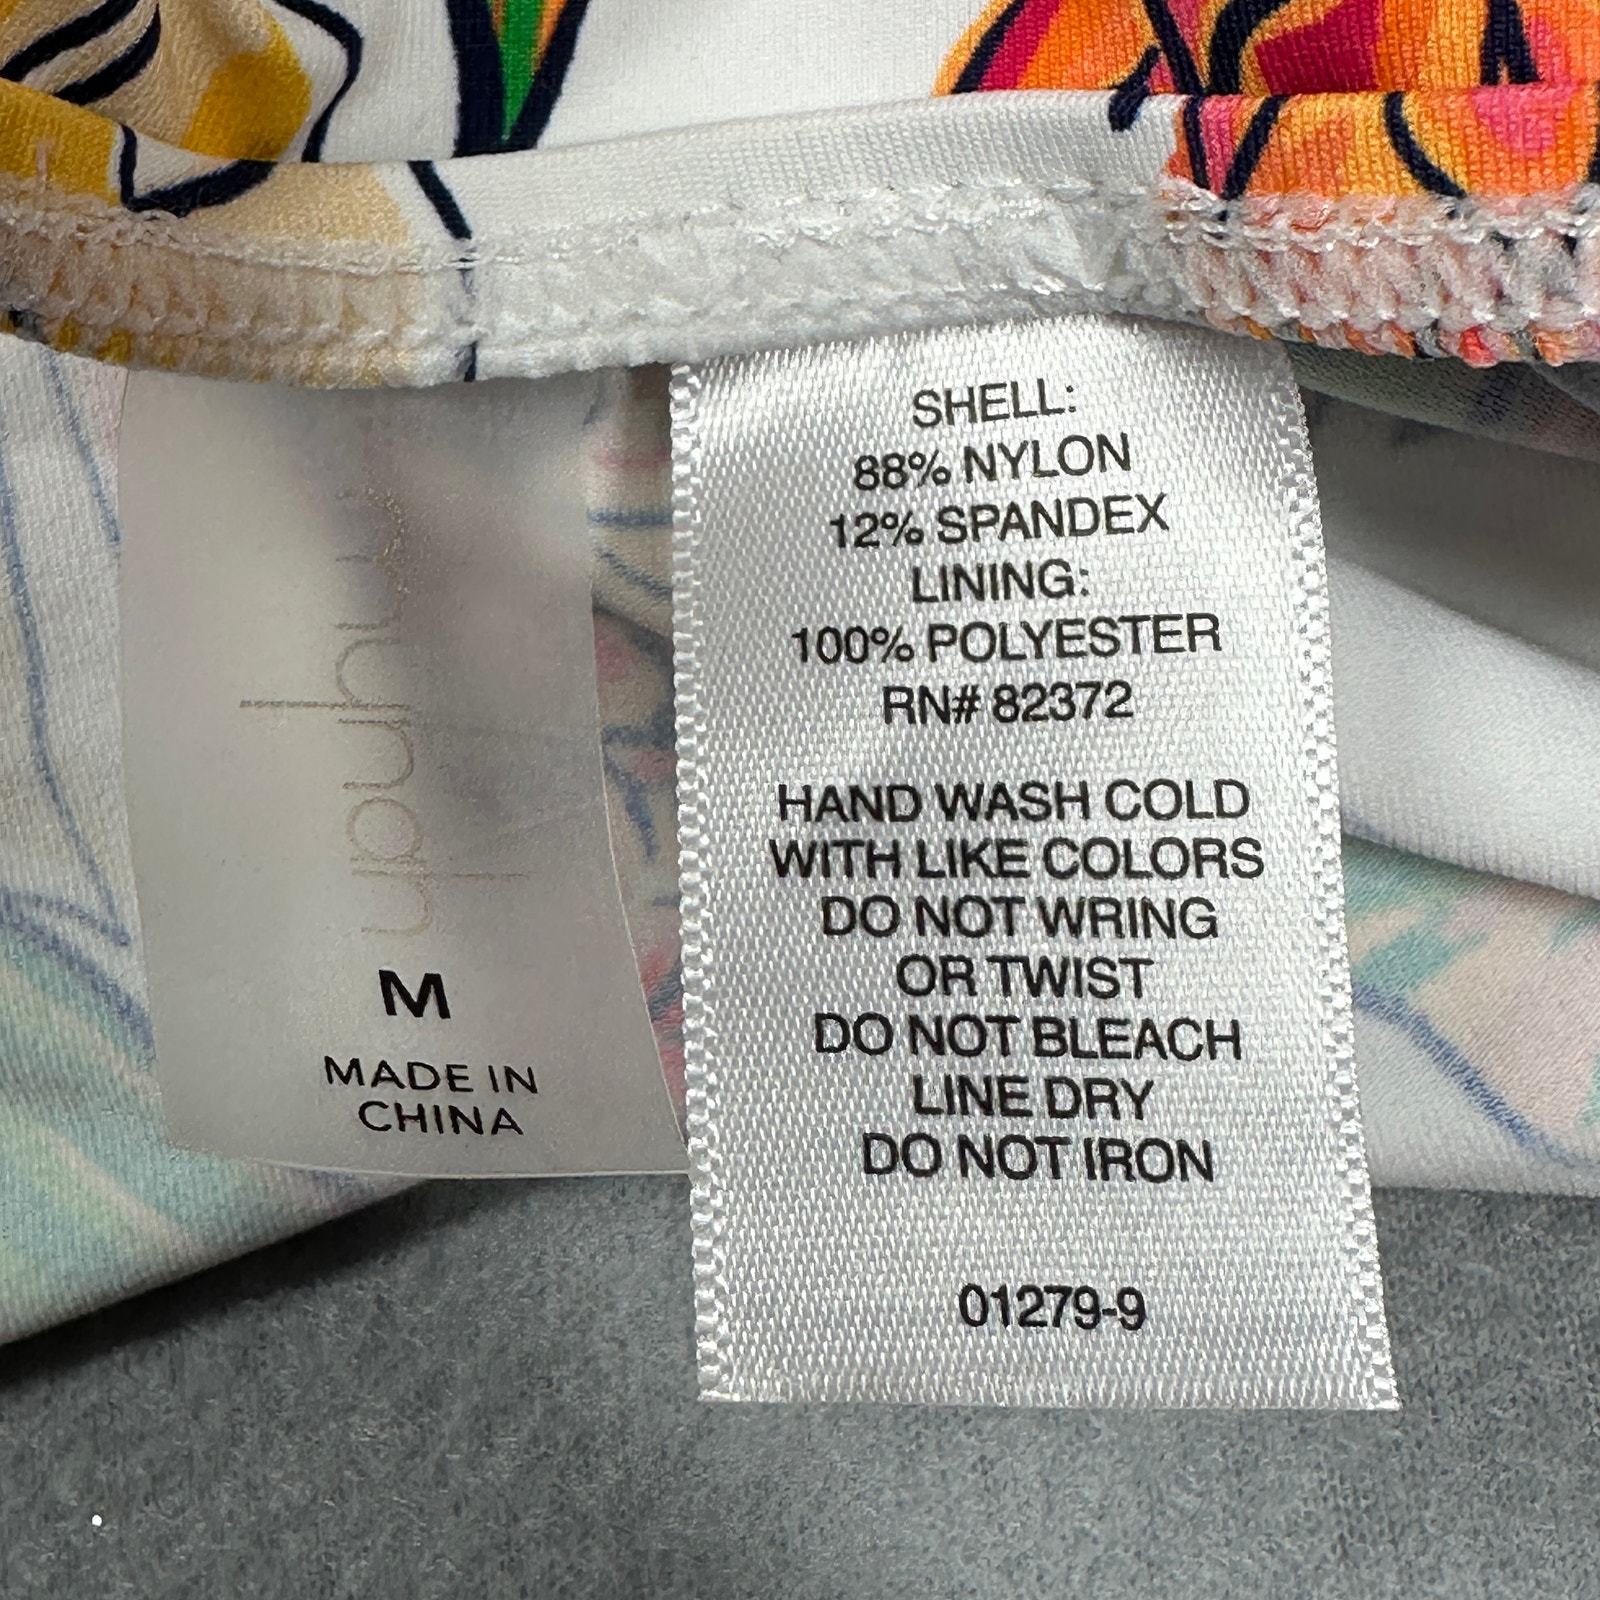 M
MADE IN
CHINA
SHELL:
88% NYLON
12% SPANDEX
LINING:
100% POLYESTER
RN# 82372
HAND WASH COLD
WITH LIKE COLORS
DO NOT WRING
OR TWIST
DO NOT BLEACH
LINE DRY
DO NOT IRON
01279-9